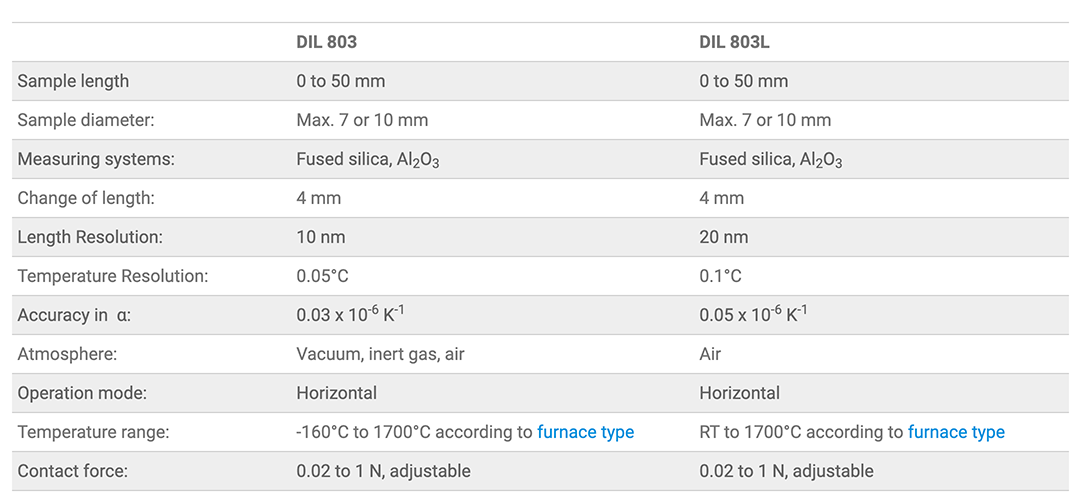 DIL 803 DIL 803L
Sample length 0 to 50 mm 0 to 50 mm
Sample diameter: Max. 7 or 10 mm Max. 7 or 10 mm
Measuring systems: Fused silica, Al₂O₃ Fused silica, Al₂O₃
Change of length: 4 mm 4 mm
Length Resolution: 10 nm 20 nm
Temperature Resolution: 0.05°C 0.1°C
Accuracy in α: 0.03 x 10⁻⁶ K⁻¹ 0.05 x 10⁻⁶ K⁻¹
Atmosphere: Vacuum, inert gas, air Air
Operation mode: Horizontal Horizontal
Temperature range: -160°C to 1700°C according to furnace type RT to 1700°C according to furnace type
Contact force: 0.02 to 1 N, adjustable 0.02 to 1 N, adjustable